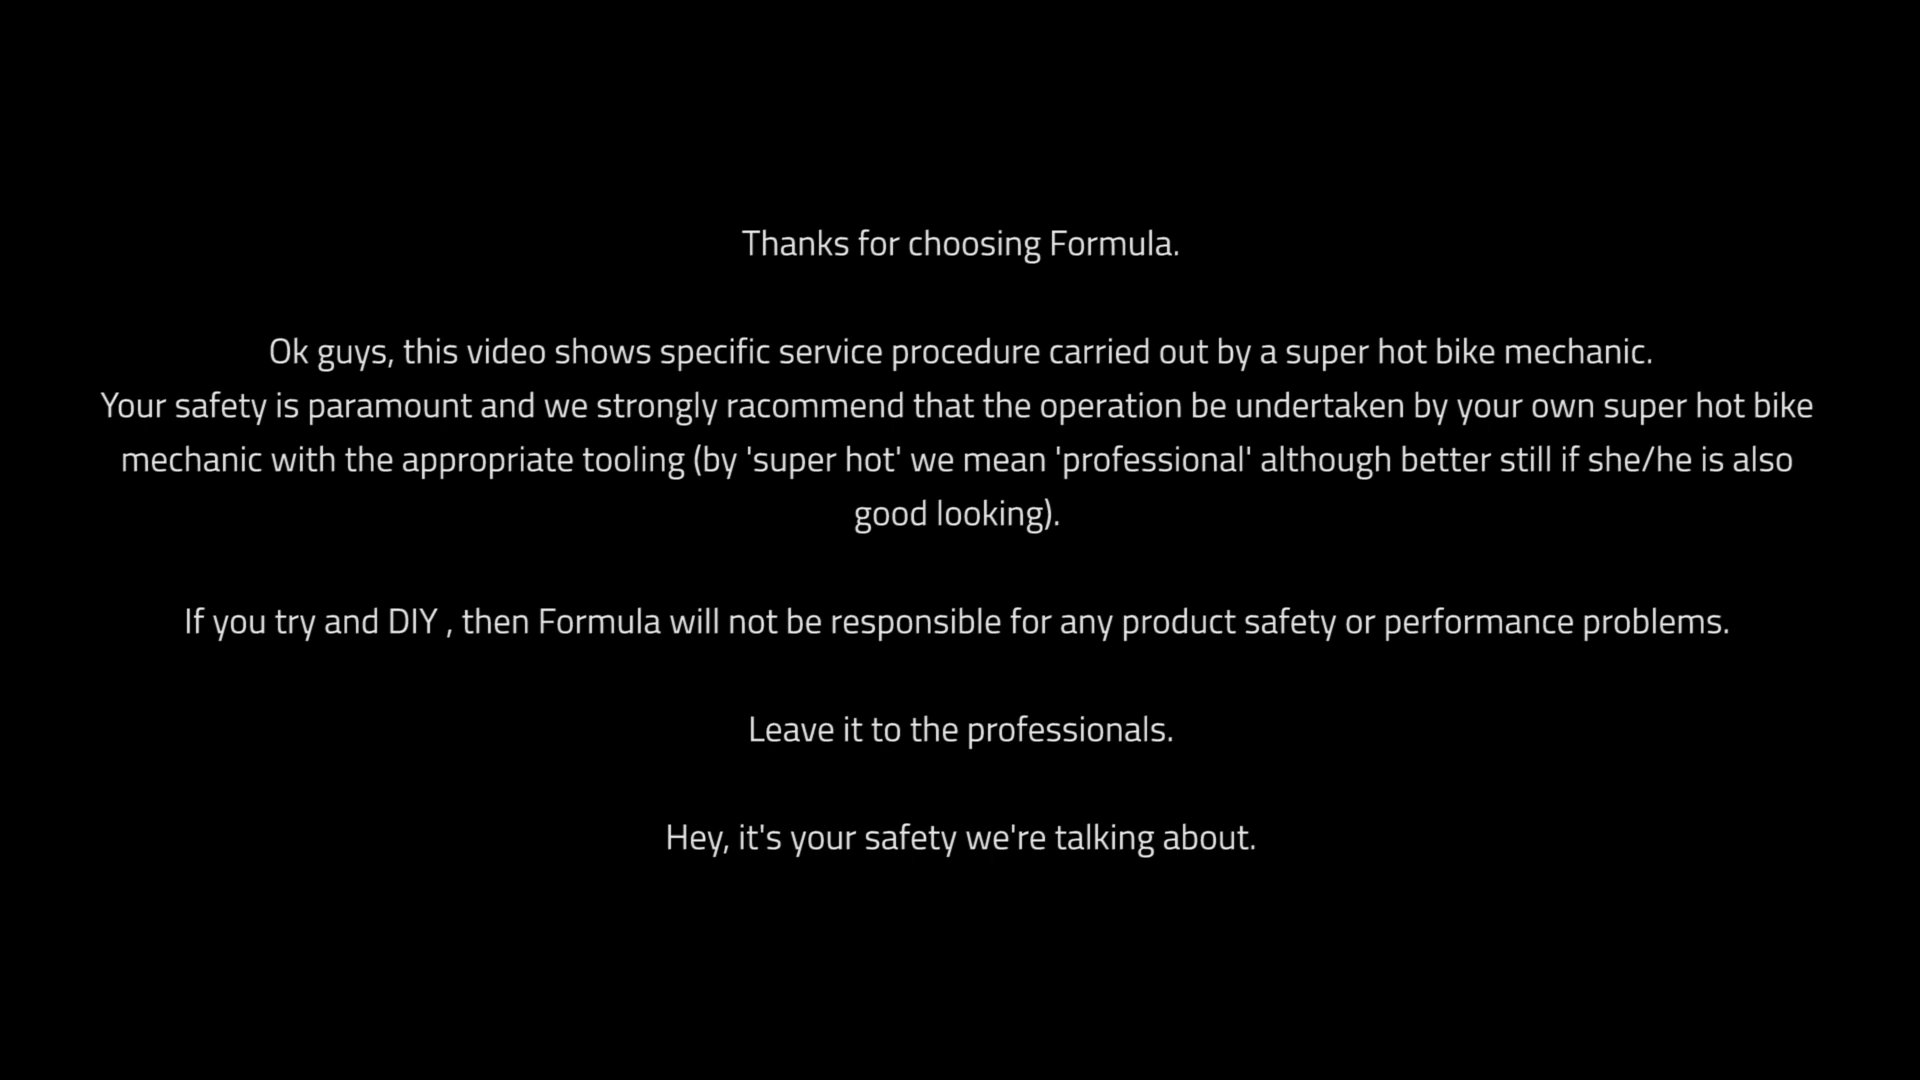 Thanks for choosing Formula.
Ok guys, this video shows specific service procedure carried out by a super hot bike mechanic.
Your safety is paramount and we strongly racommend that the operation be undertaken by your own super hot bike
mechanic with the appropriate tooling (by 'super hot' we mean 'professional' although better still if she/he is also
good looking).
If you try and DIY , then Formula will not be responsible for any product safety or performance problems.
Leave it to the professionals.
Hey, it's your safety we're talking about.